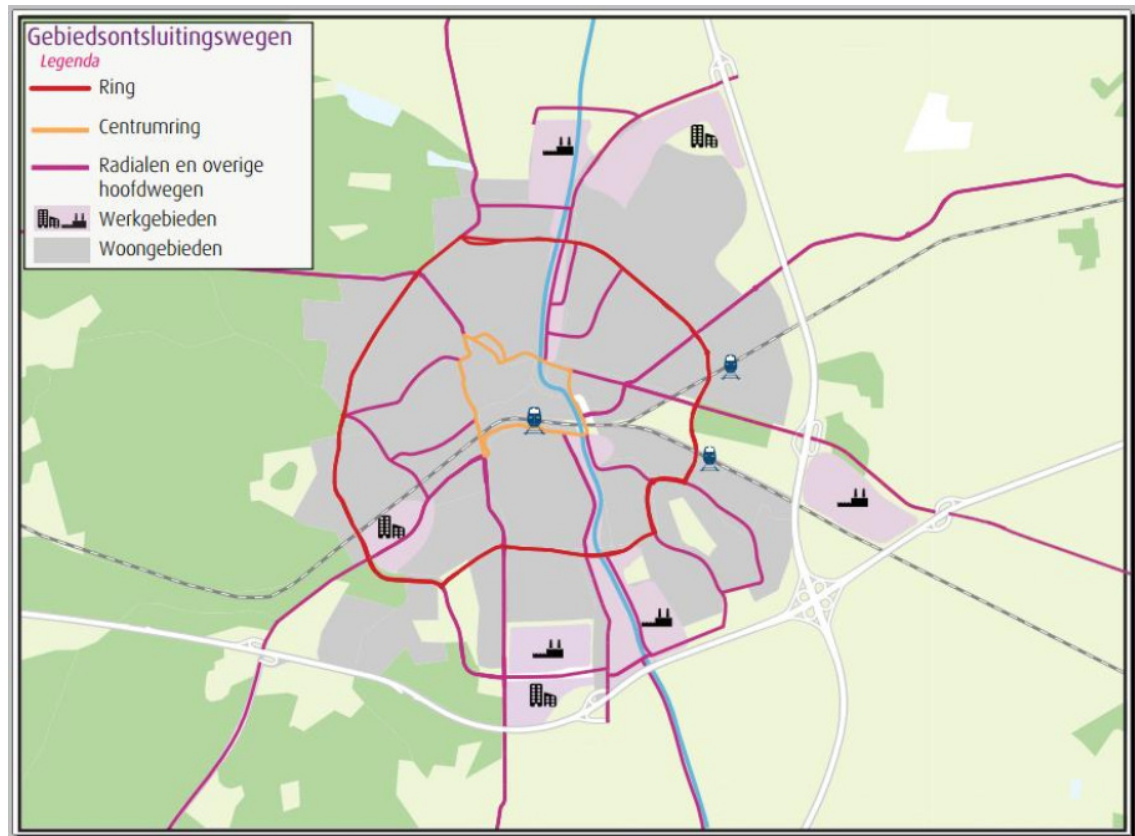 Gebiedsontsluitingswegen
Legenda
Ring
Centrumring
Radialen en overige
hoofdwegen
Werkgebieden
Woongebieden